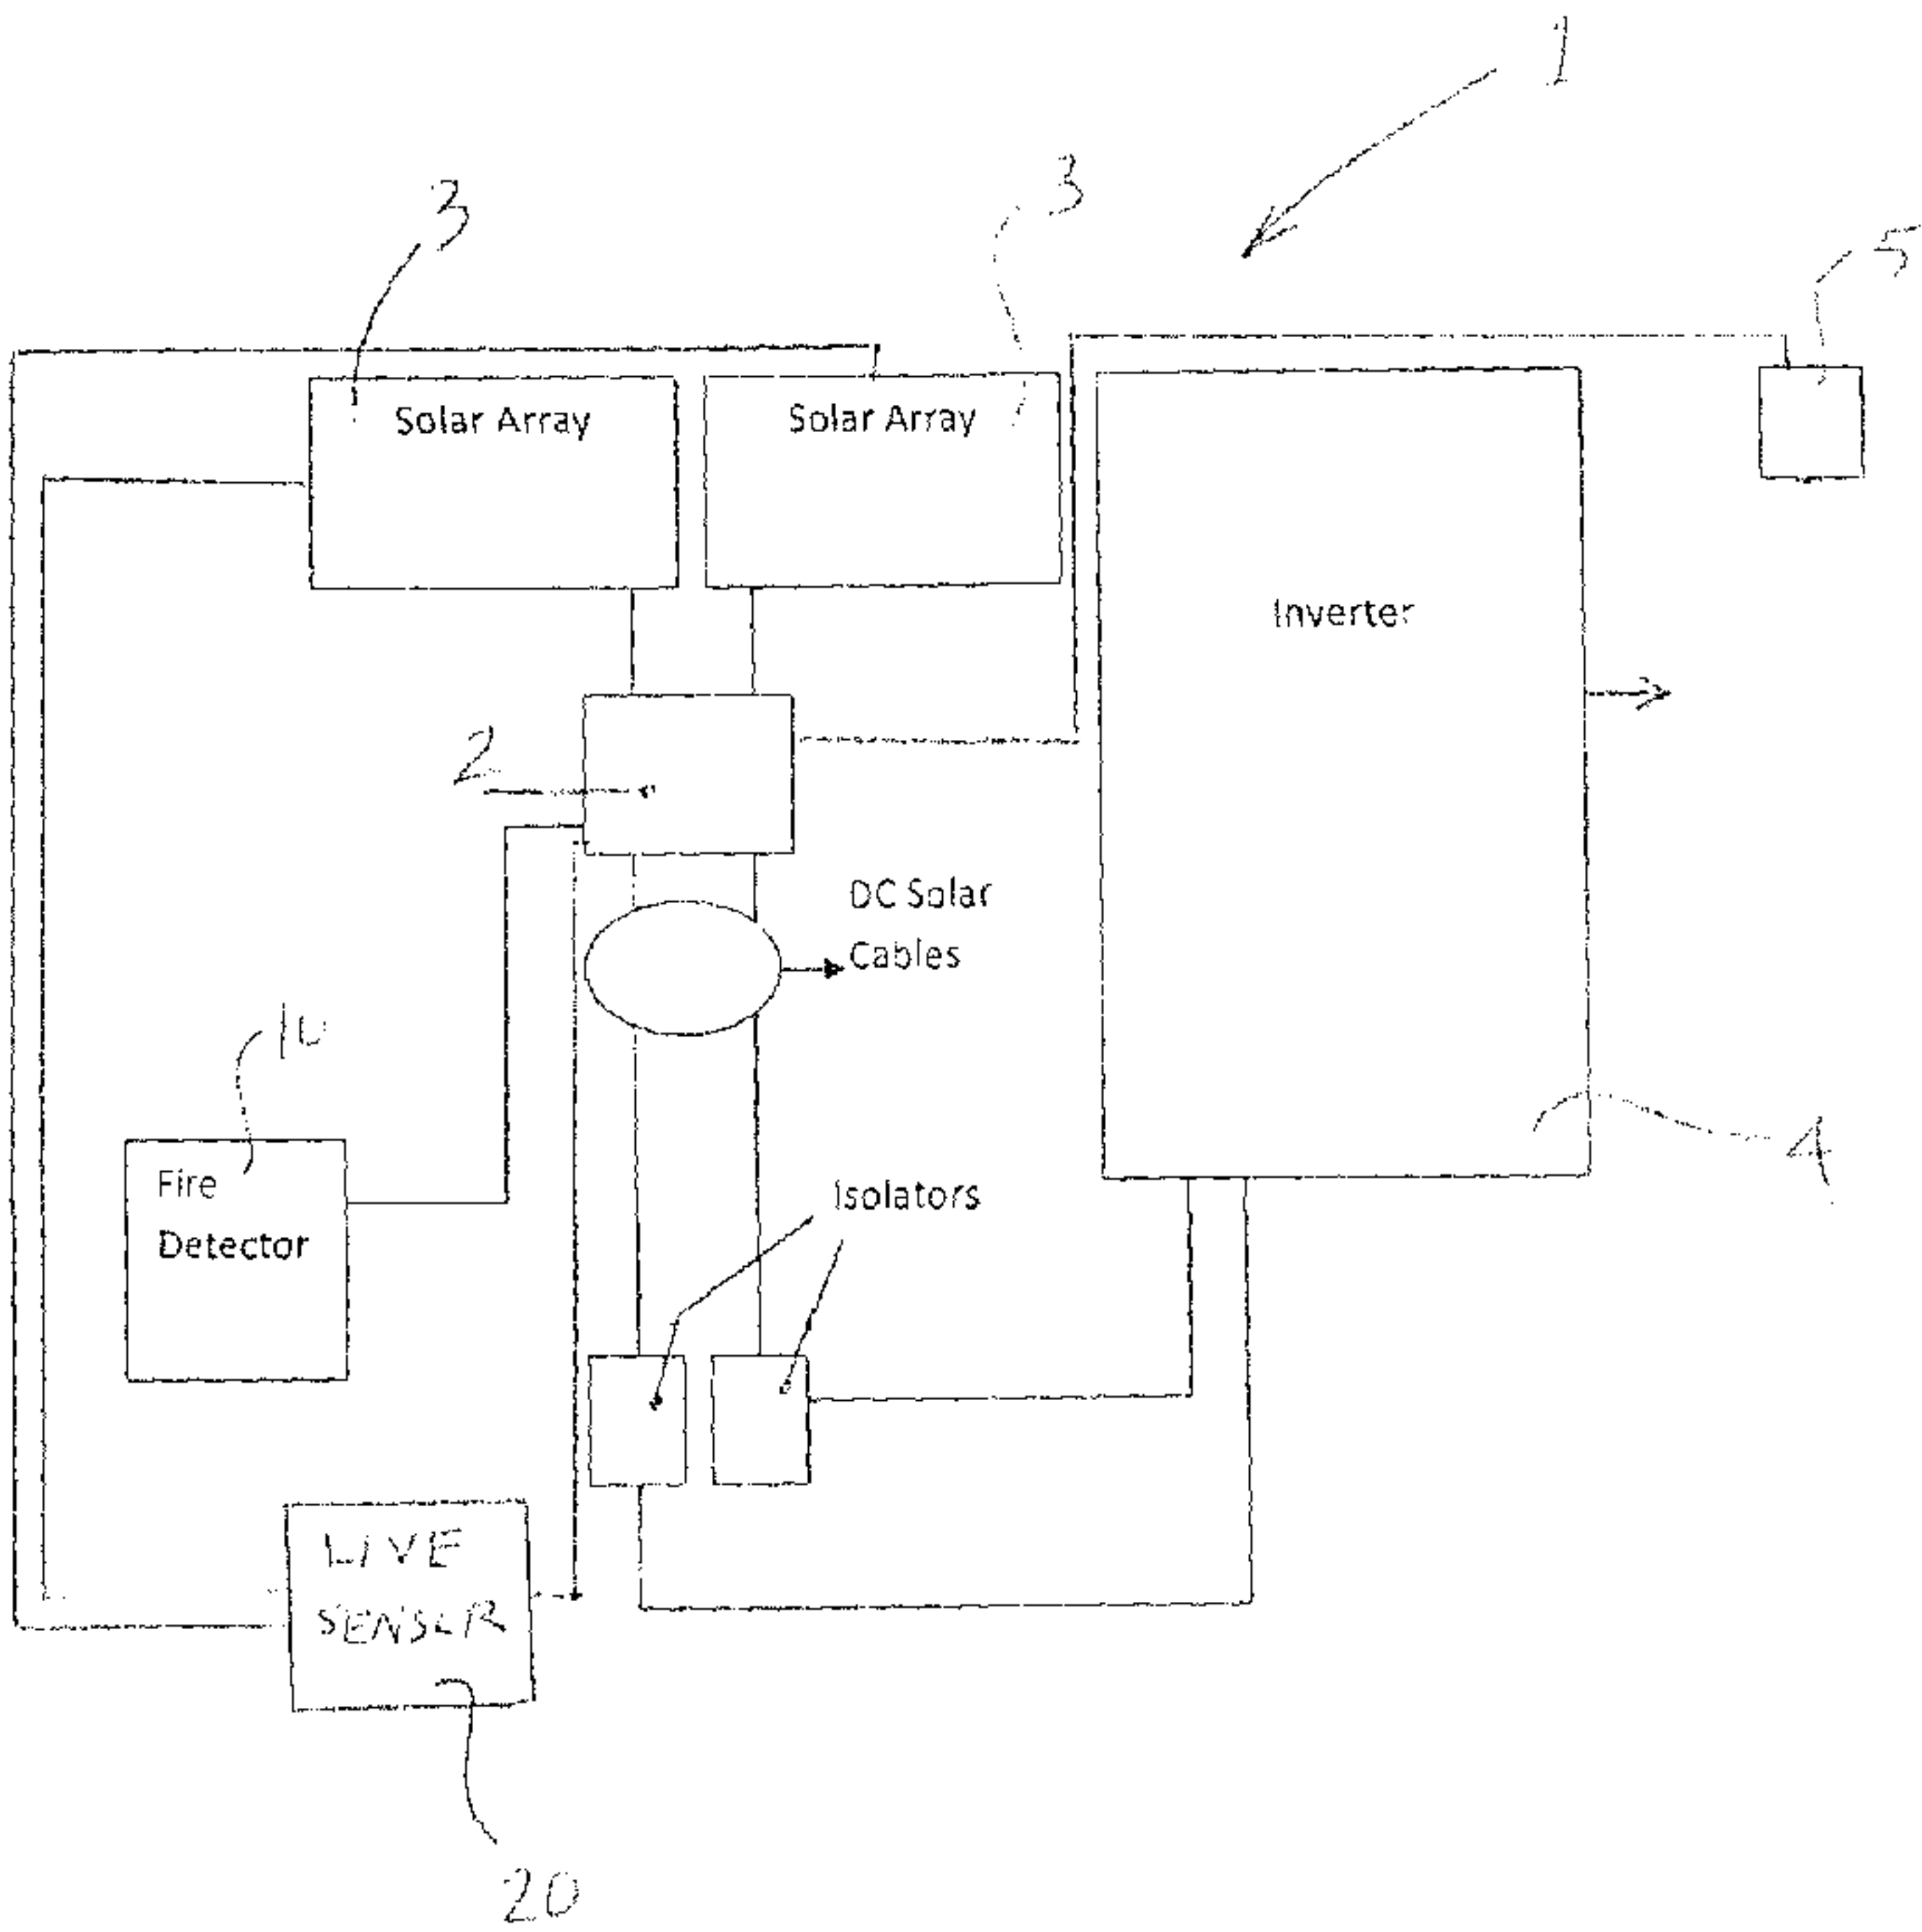 1
3
3
5
Solar Array
Solar Array
Inverter
2
DC Solar
Cables
10
4
Fire
Detector
Isolators
LIVE
SENSER
20